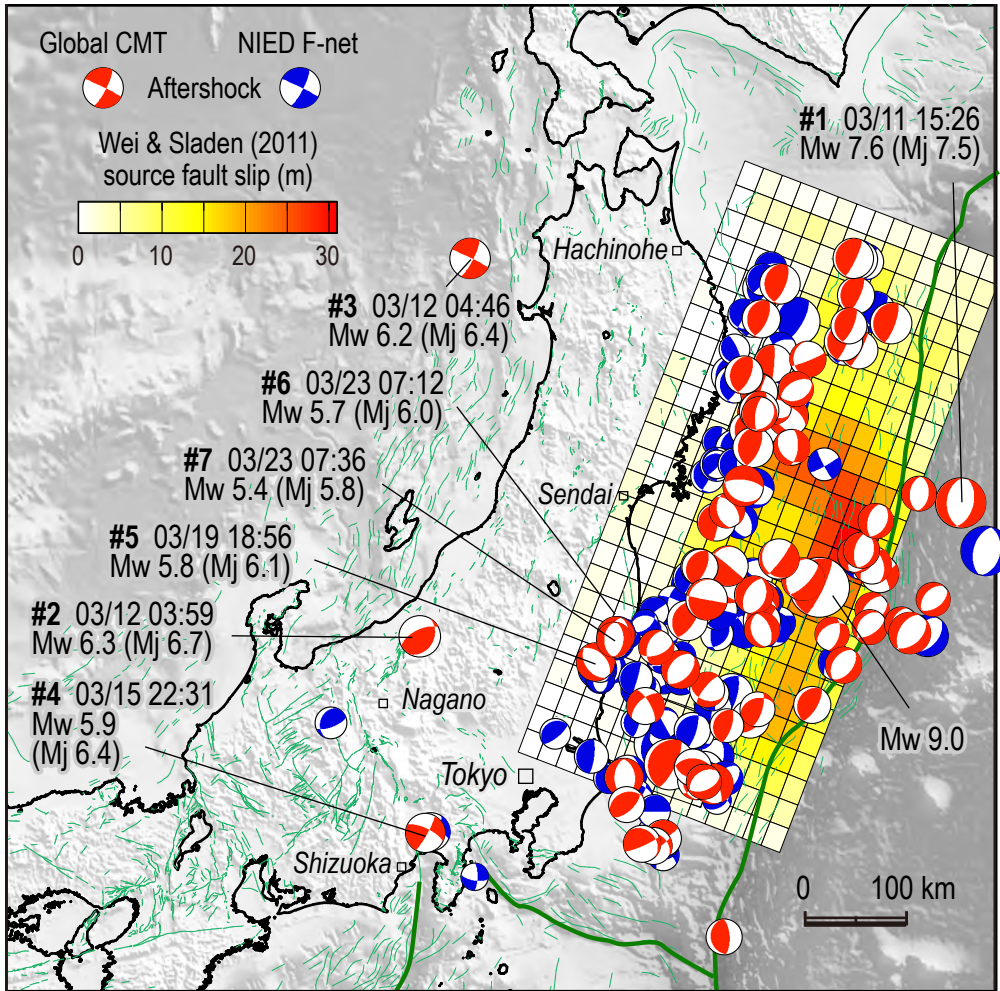 Global CMT
NIED F-net
Aftershock
Wei & Sladen (2011)
source fault slip (m)
0 10 20 30
#1 03/11 15:26
Mw 7.6 (Mj 7.5)
Hachinohe
#3 03/12 04:46
Mw 6.2 (Mj 6.4)
#6 03/23 07:12
Mw 5.7 (Mj 6.0)
#7 03/23 07:36
Mw 5.4 (Mj 5.8)
Sendai
#5 03/19 18:56
Mw 5.8 (Mj 6.1)
#2 03/12 03:59
Mw 6.3 (Mj 6.7)
#4 03/15 22:31
Mw 5.9
(Mj 6.4)
Nagano
Mw 9.0
Tokyo
Shizuoka
0 100 km